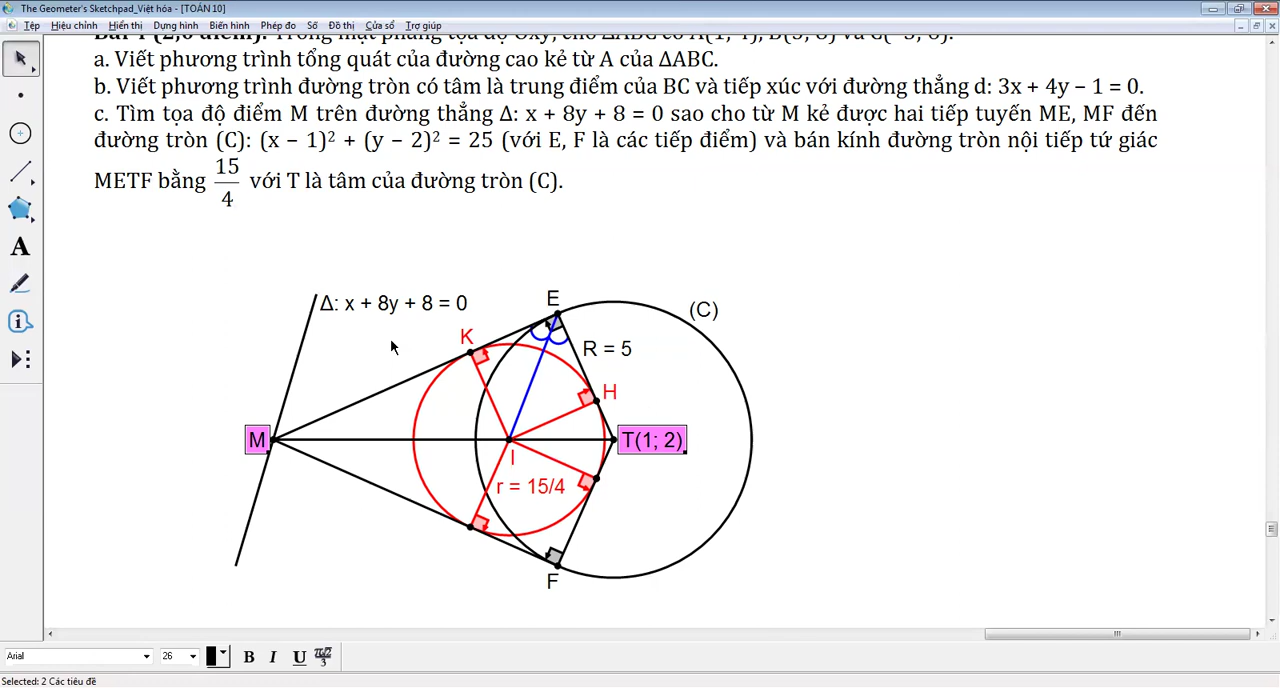 The Geometer's Sketchpad_Việt hóa - [TOÁN 10]
Tệp Hiệu chỉnh Hiển thị Dựng hình Biến hình Phép đo Số Đồ thị Cửa sổ Trợ giúp
a. Viết phương trình tổng quát của đường cao kẻ từ A của ΔABC.
b. Viết phương trình đường tròn có tâm là trung điểm của BC và tiếp xúc với đường thẳng d: 3x + 4y – 1 = 0.
c. Tìm tọa độ điểm M trên đường thẳng Δ: x + 8y + 8 = 0 sao cho từ M kẻ được hai tiếp tuyến ME, MF đến
đường tròn (C): (x – 1)² + (y – 2)² = 25 (với E, F là các tiếp điểm) và bán kính đường tròn nội tiếp tứ giác
METF bằng 15/4 với T là tâm của đường tròn (C).
Δ: x + 8y + 8 = 0
E
(C)
K
R = 5
H
M
T(1; 2)
I
r = 15/4
F
Arial 26 B I U
Selected: 2 Các tiêu đề